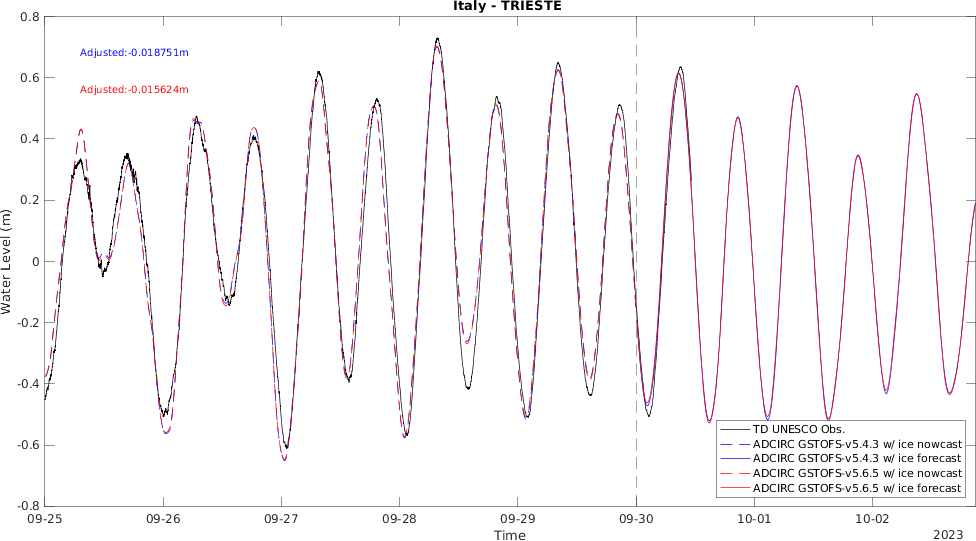 Italy - TRIESTE
0.8
0.6
0.4
0.2
0
-0.2
-0.4
-0.6
-0.8
Water Level (m)
Adjusted:-0.018751m
Adjusted:-0.015624m
TD UNESCO Obs.
ADCIRC GSTOFS-v5.4.3 w/ ice nowcast
ADCIRC GSTOFS-v5.4.3 w/ ice forecast
ADCIRC GSTOFS-v5.6.5 w/ ice nowcast
ADCIRC GSTOFS-v5.6.5 w/ ice forecast
09-25 09-26 09-27 09-28 09-29 09-30 10-01 10-02
Time
2023